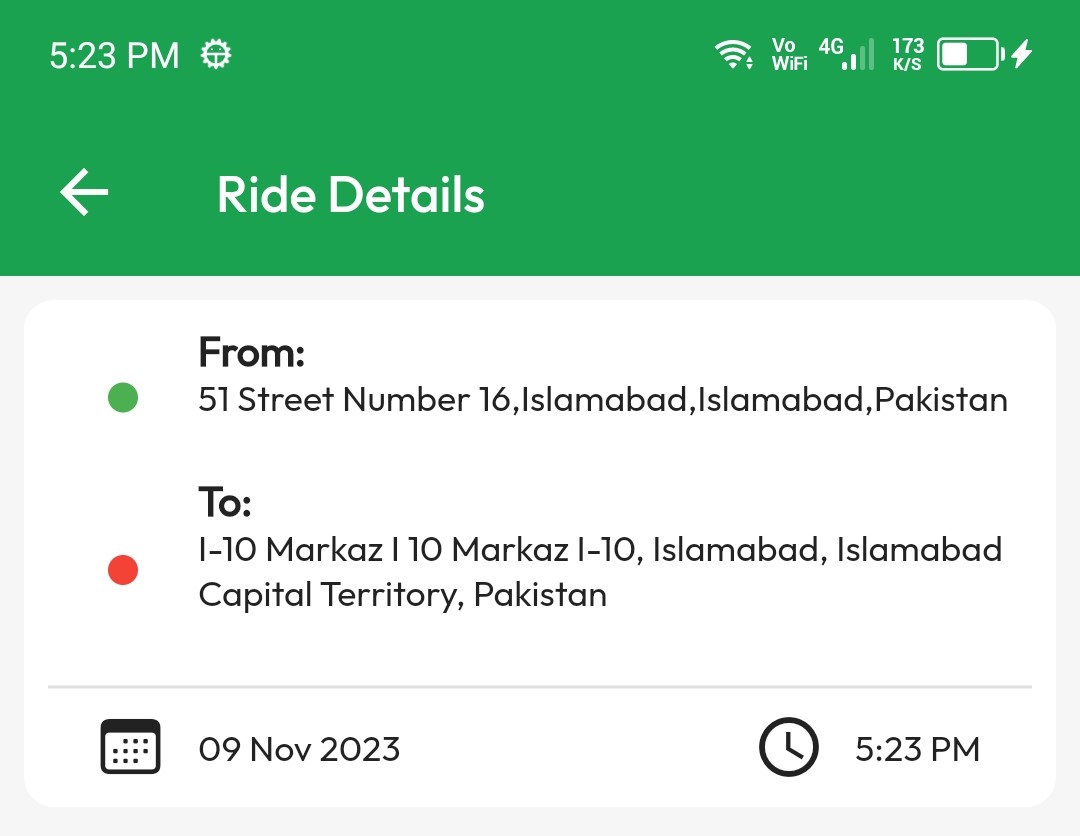 5:23 PM
Vo WiFi 4G 173 K/S
Ride Details
From:
51 Street Number 16,Islamabad,Islamabad,Pakistan
To:
I-10 Markaz I 10 Markaz I-10, Islamabad, Islamabad
Capital Territory, Pakistan
09 Nov 2023
5:23 PM